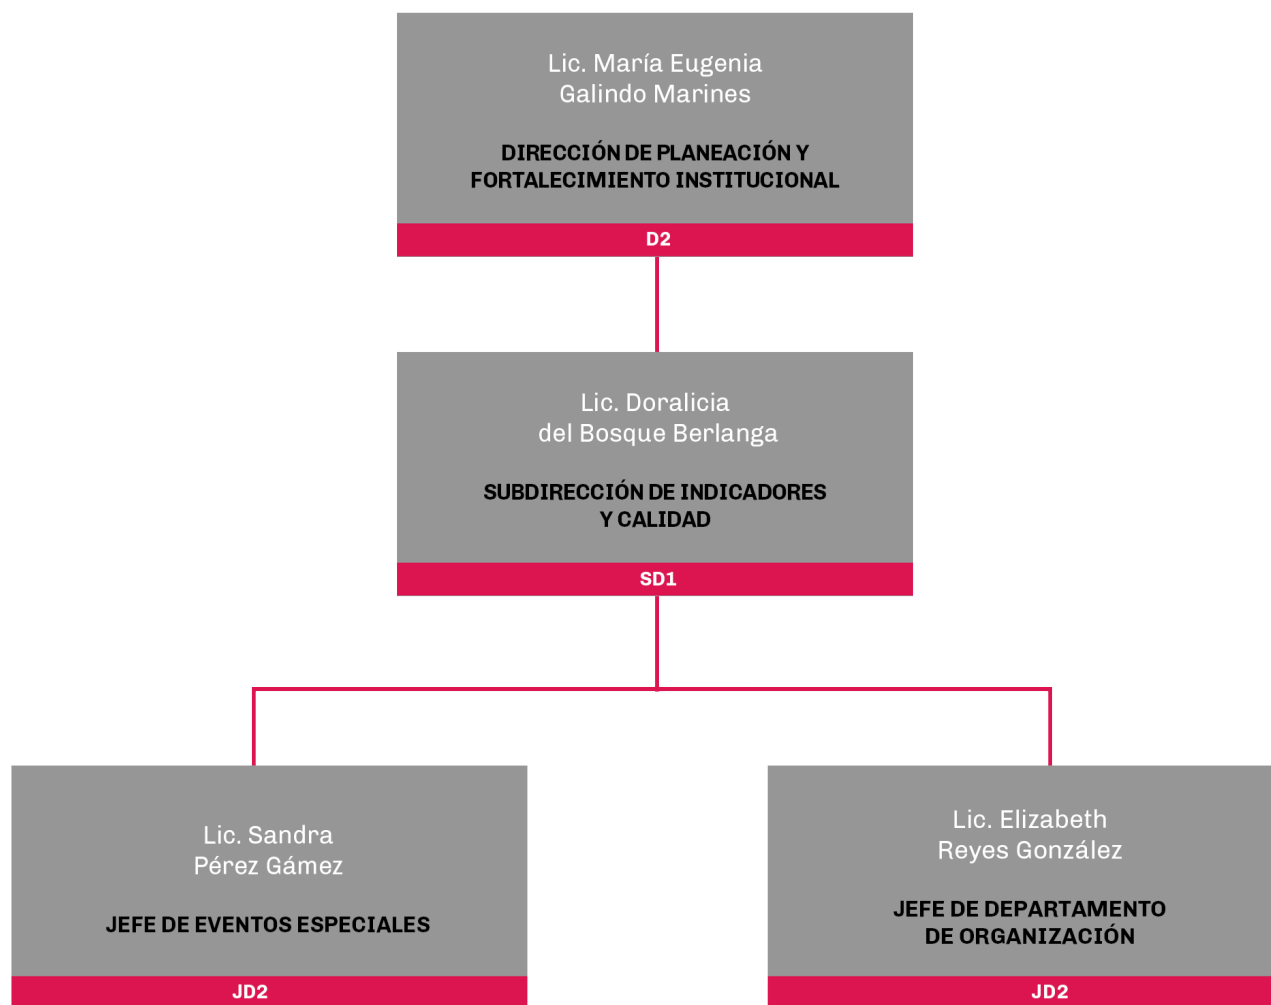 Lic. María Eugenia
Galindo Marines
DIRECCIÓN DE PLANEACIÓN Y
FORTALECIMIENTO INSTITUCIONAL
D2
Lic. Doralicia
del Bosque Berlanga
SUBDIRECCIÓN DE INDICADORES
Y CALIDAD
SD1
Lic. Sandra
Pérez Gámez
JEFE DE EVENTOS ESPECIALES
JD2
Lic. Elizabeth
Reyes González
JEFE DE DEPARTAMENTO
DE ORGANIZACIÓN
JD2